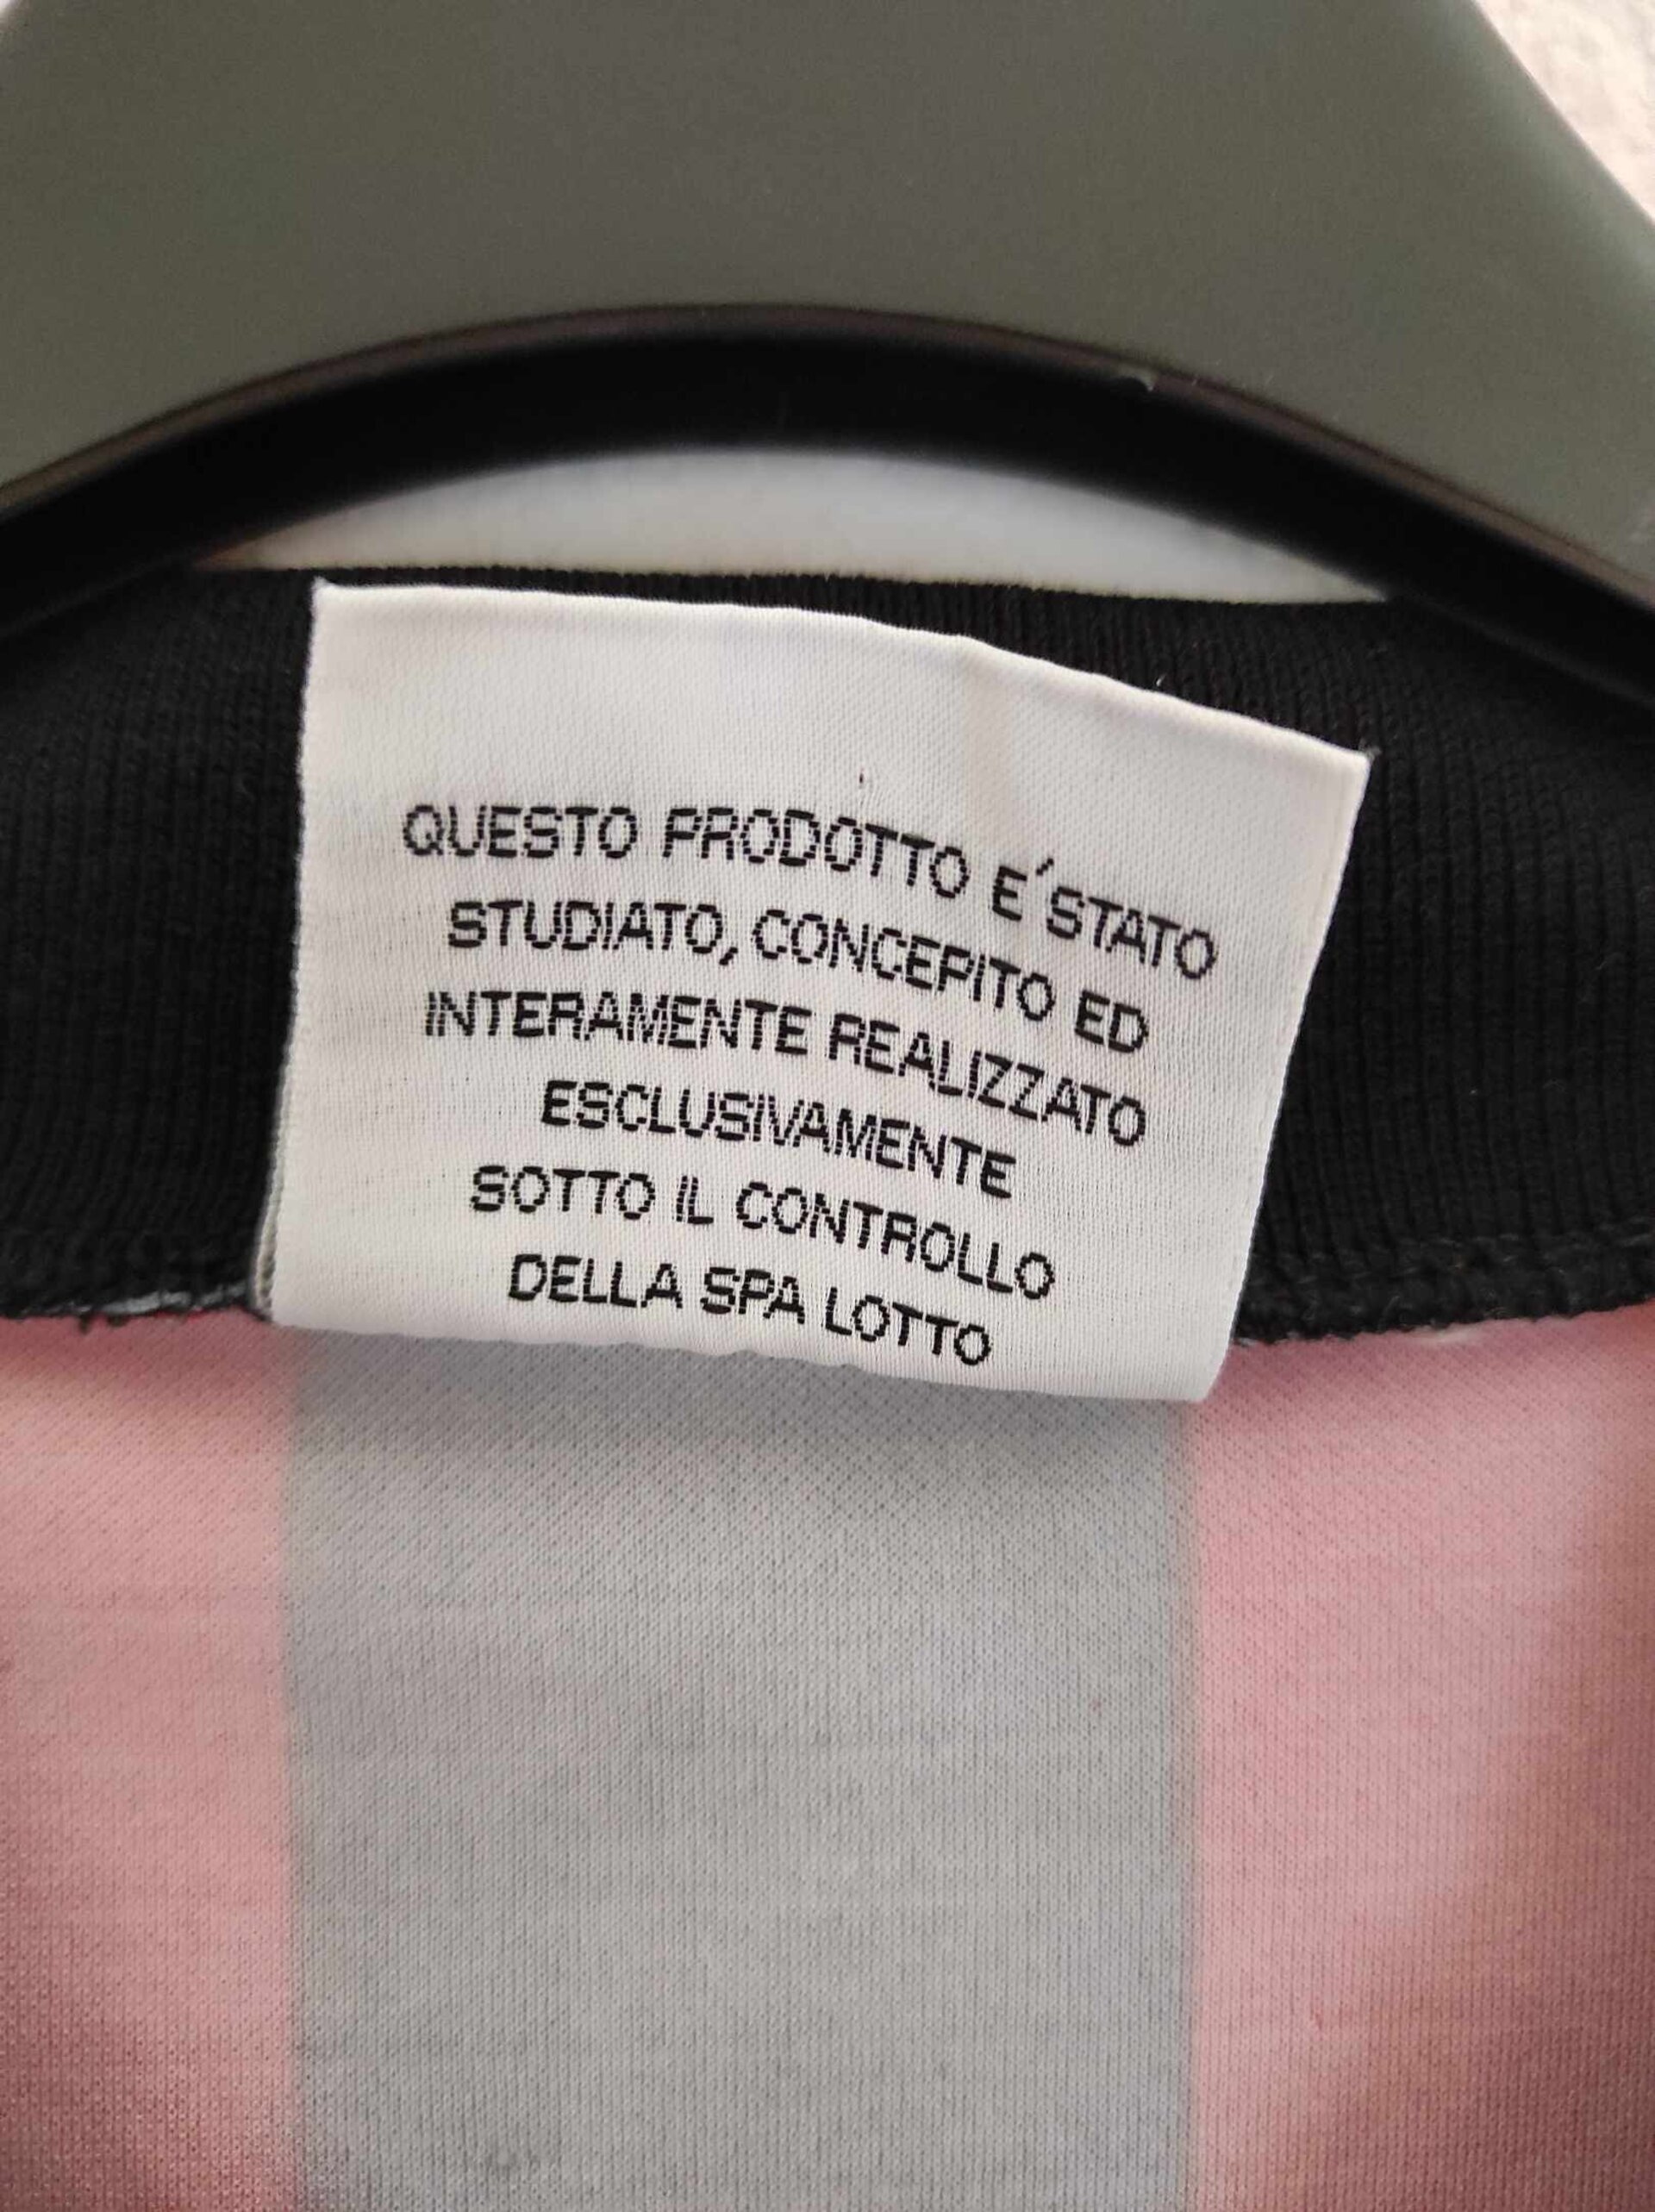 QUESTO PRODOTTO E´ STATO
STUDIATO, CONCEPITO ED
INTERAMENTE REALIZZATO
ESCLUSIVAMENTE
SOTTO IL CONTROLLO
DELLA SPA LOTTO